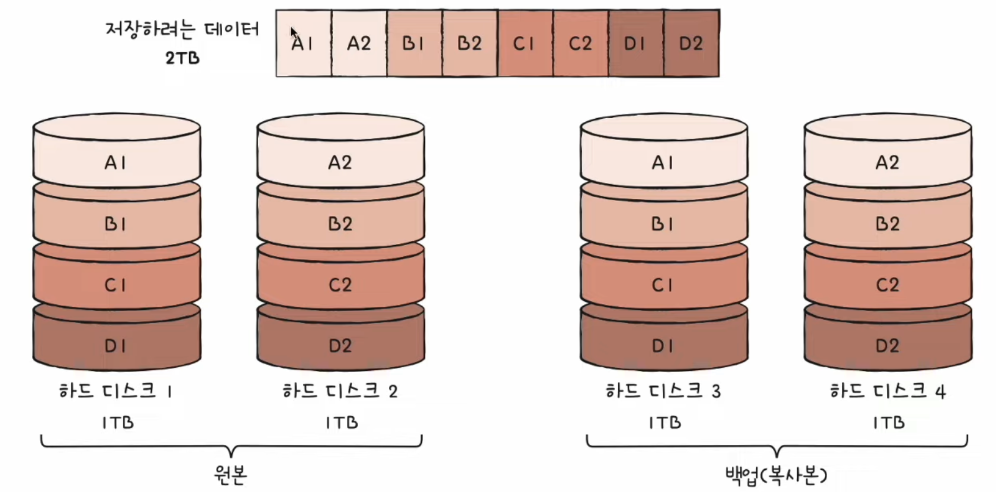 저장하려는 데이터
2TB
A1 A2 B1 B2 C1 C2 D1 D2
A1 A2 A1 A2
B1 B2 B1 B2
C1 C2 C1 C2
D1 D2 D1 D2
하드 디스크 1 하드 디스크 2 하드 디스크 3 하드 디스크 4
1TB 1TB 1TB 1TB
원본 백업(복사본)